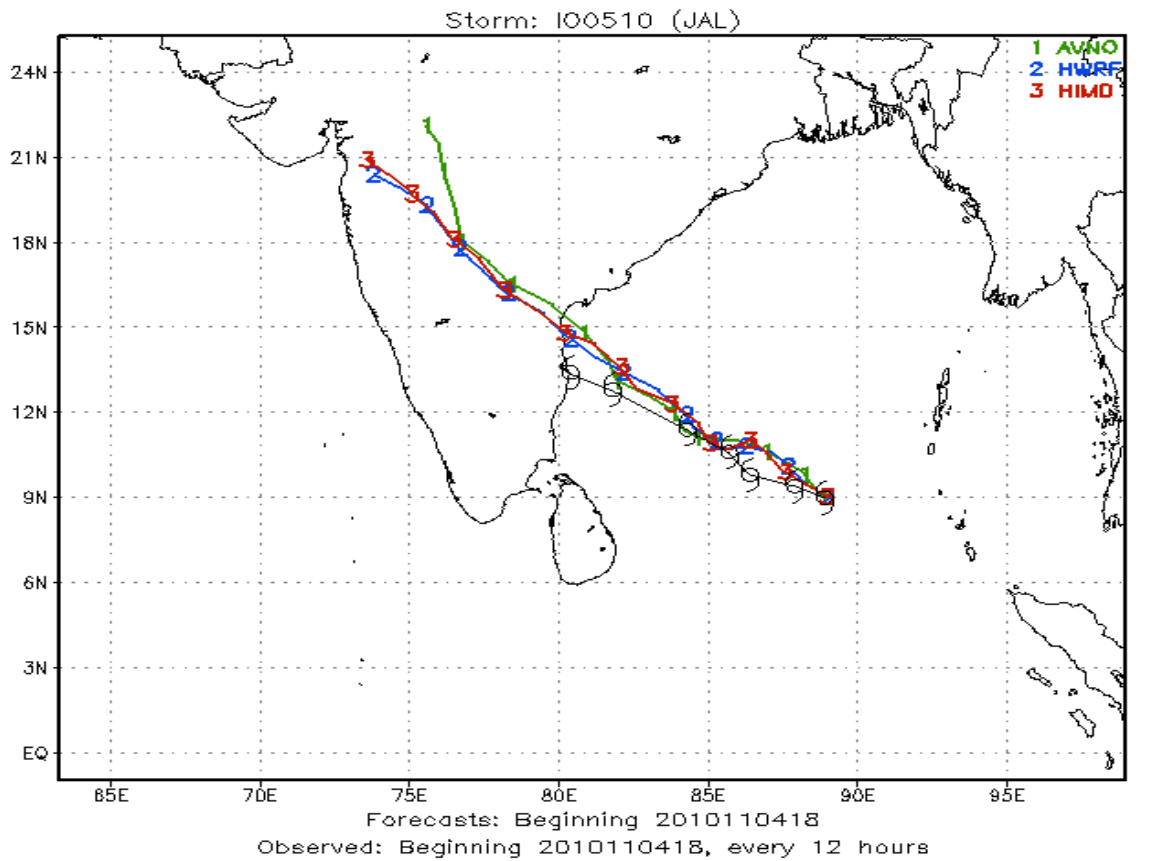 Storm: IO0510 (JAL)
1 AVNO
2 HWRF
3 HIMD
24N
21N
18N
15N
12N
9N
6N
3N
EQ
65E 70E 75E 80E 85E 90E 95E
Forecasts: Beginning 2010110418
Observed: Beginning 2010110418, every 12 hours